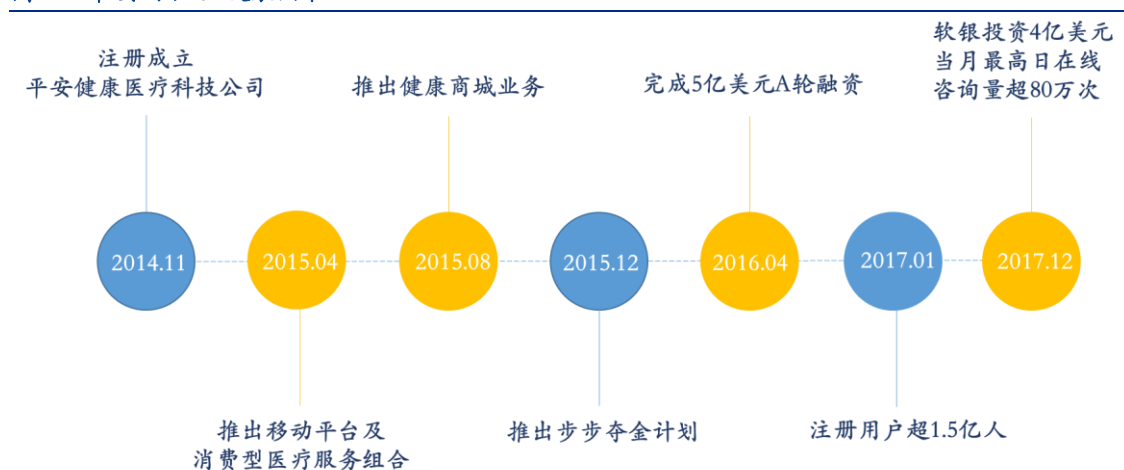 注册成立
平安健康医疗科技公司
推出健康商城业务
完成5亿美元A轮融资
软银投资4亿美元
当月最高日在线
咨询量超80万次
2014.11
2015.04
2015.08
2015.12
2016.04
2017.01
2017.12
推出移动平台及
消费型医疗服务组合
推出步步夺金计划
注册用户超1.5亿人